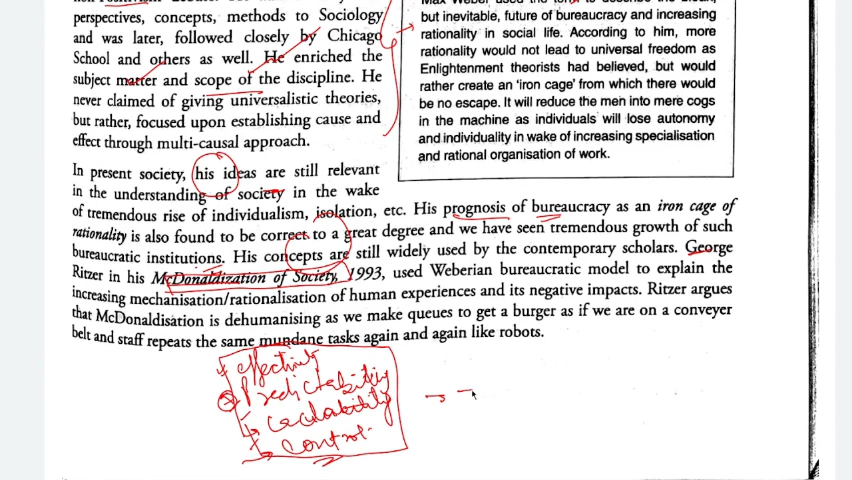 perspectives, concepts, methods to Sociology
and was later, followed closely by Chicago
School and others as well. He enriched the
subject matter and scope of the discipline. He
never claimed of giving universalistic theories,
but rather, focused upon establishing cause and
effect through multi-causal approach.
but inevitable, future of bureaucracy and increasing
rationality in social life. According to him, more
rationality would not lead to universal freedom as
Enlightenment theorists had believed, but would
rather create an 'iron cage' from which there would
be no escape. It will reduce the men into mere cogs
in the machine as individuals will lose autonomy
and individuality in wake of increasing specialisation
and rational organisation of work.
In present society, his ideas are still relevant
in the understanding of society in the wake
of tremendous rise of individualism, isolation, etc. His prognosis of bureaucracy as an iron cage of
rationality is also found to be correct to a great degree and we have seen tremendous growth of such
bureaucratic institutions. His concepts are still widely used by the contemporary scholars. George
Ritzer in his McDonaldization of Society, 1993, used Weberian bureaucratic model to explain the
increasing mechanisation/rationalisation of human experiences and its negative impacts. Ritzer argues
that McDonaldisation is dehumanising as we make queues to get a burger as if we are on a conveyer
belt and staff repeats the same mundane tasks again and again like robots.
Predictability
control